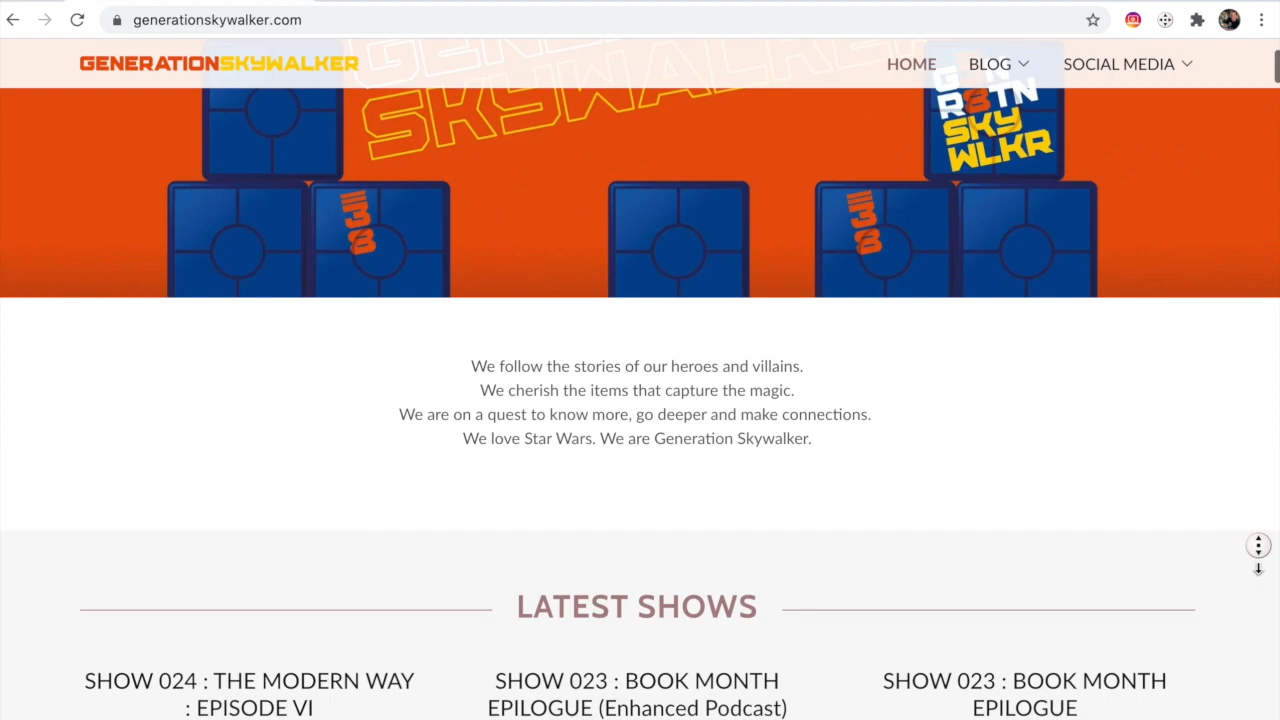 generationskywalker.com
GENERATIONSKYWALKER
HOME
BLOG
SOCIAL MEDIA
SKYWALKER
SKY
WLKR
38
38
We follow the stories of our heroes and villains.
We cherish the items that capture the magic.
We are on a quest to know more, go deeper and make connections.
We love Star Wars. We are Generation Skywalker.
LATEST SHOWS
SHOW 024 : THE MODERN WAY
: EPISODE VI
SHOW 023 : BOOK MONTH
EPILOGUE (Enhanced Podcast)
SHOW 023 : BOOK MONTH
EPILOGUE